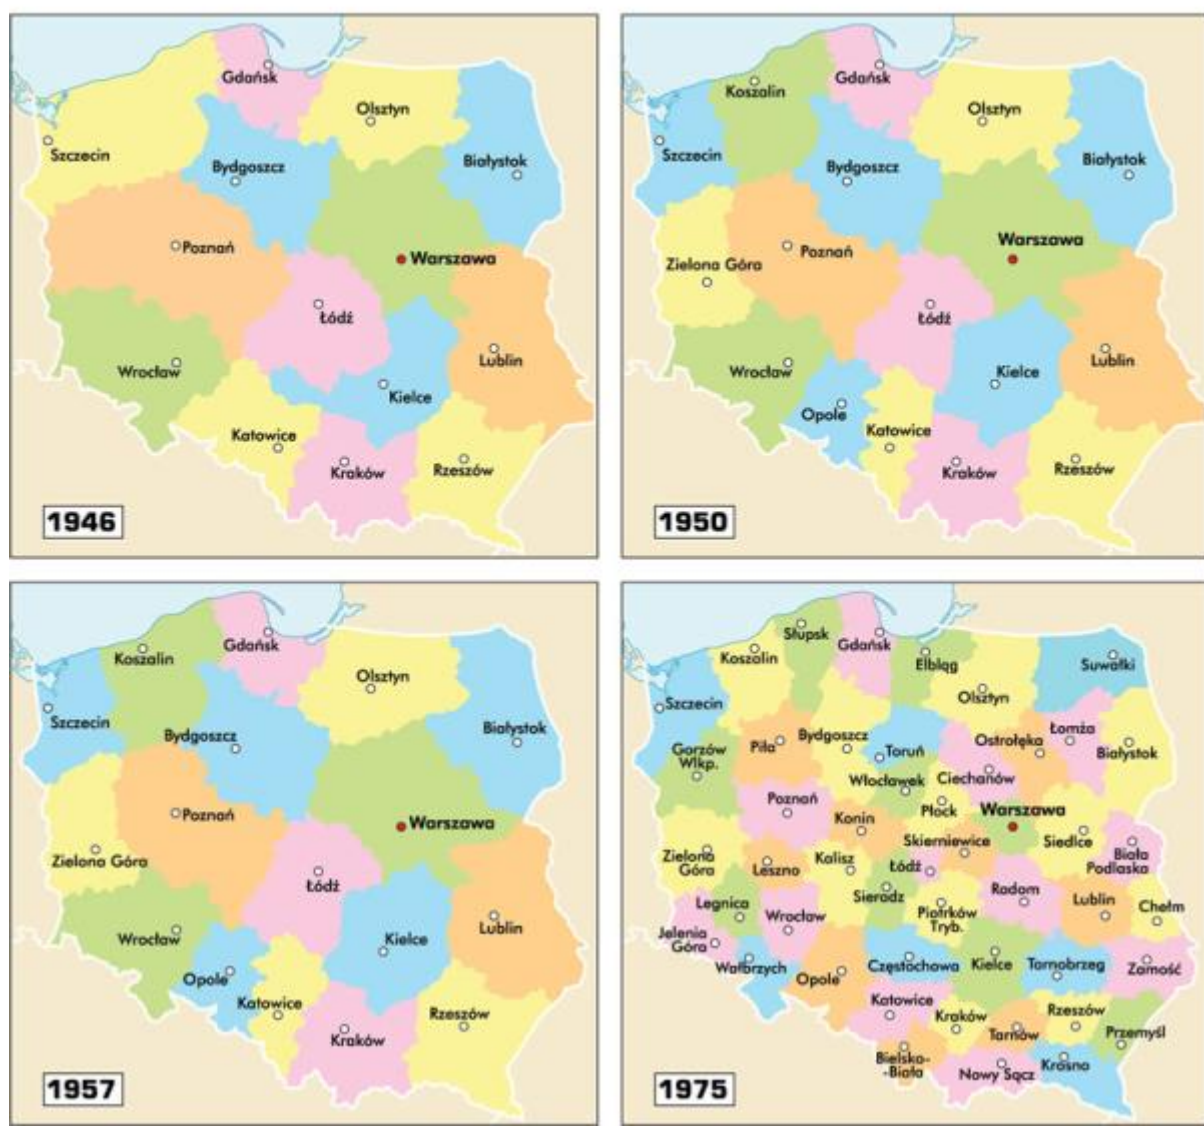 Gdańsk
Olsztyn
Szczecin
Białystok
Bydgoszcz
Poznań
Warszawa
Łódź
Lublin
Wrocław
Kielce
Katowice
Kraków
Rzeszów
1946
Gdańsk
Koszalin
Olsztyn
Szczecin
Białystok
Bydgoszcz
Warszawa
Poznań
Zielona Góra
Łódź
Lublin
Wrocław
Kielce
Opole
Katowice
Kraków
Rzeszów
1950
Gdańsk
Koszalin
Olsztyn
Szczecin
Białystok
Bydgoszcz
Poznań
Warszawa
Zielona Góra
Łódź
Lublin
Wrocław
Kielce
Opole
Katowice
Rzeszów
Kraków
1957
Słupsk
Gdańsk
Koszalin
Elbląg
Suwałki
Olsztyn
Szczecin
Łomża
Bydgoszcz
Ostrołęka
Piła
Toruń
Białystok
Gorzów
Wlkp.
Włocławek
Ciechanów
Poznań
Płock
Warszawa
Konin
Skierniewice
Siedlce
Biała
Podlaska
Zielona
Góra
Leszno
Kalisz
Łódź
Radom
Sieradz
Lublin
Chełm
Legnica
Wrocław
Piotrków
Tryb.
Jelenia
Góra
Wałbrzych
Częstochowa
Kielce
Tarnobrzeg
Zamość
Opole
Katowice
Kraków
Rzeszów
Tarnów
Przemyśl
Bielsko-
-Biała
Nowy Sącz
Krosno
1975